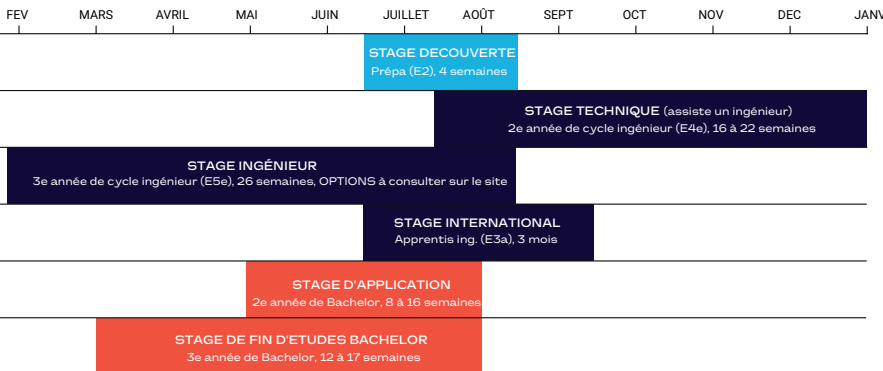 FEV MARS AVRIL MAI JUIN JUILLET AOÛT SEPT OCT NOV DEC JANV
STAGE DECOUVERTE
Prépa (E2), 4 semaines
STAGE TECHNIQUE (assiste un ingénieur)
2e année de cycle ingénieur (E4e), 16 à 22 semaines
STAGE INGÉNIEUR
3e année de cycle ingénieur (E5e), 26 semaines, OPTIONS à consulter sur le site
STAGE INTERNATIONAL
Apprentis ing. (E3a), 3 mois
STAGE D'APPLICATION
2e année de Bachelor, 8 à 16 semaines
STAGE DE FIN D'ETUDES BACHELOR
3e année de Bachelor, 12 à 17 semaines